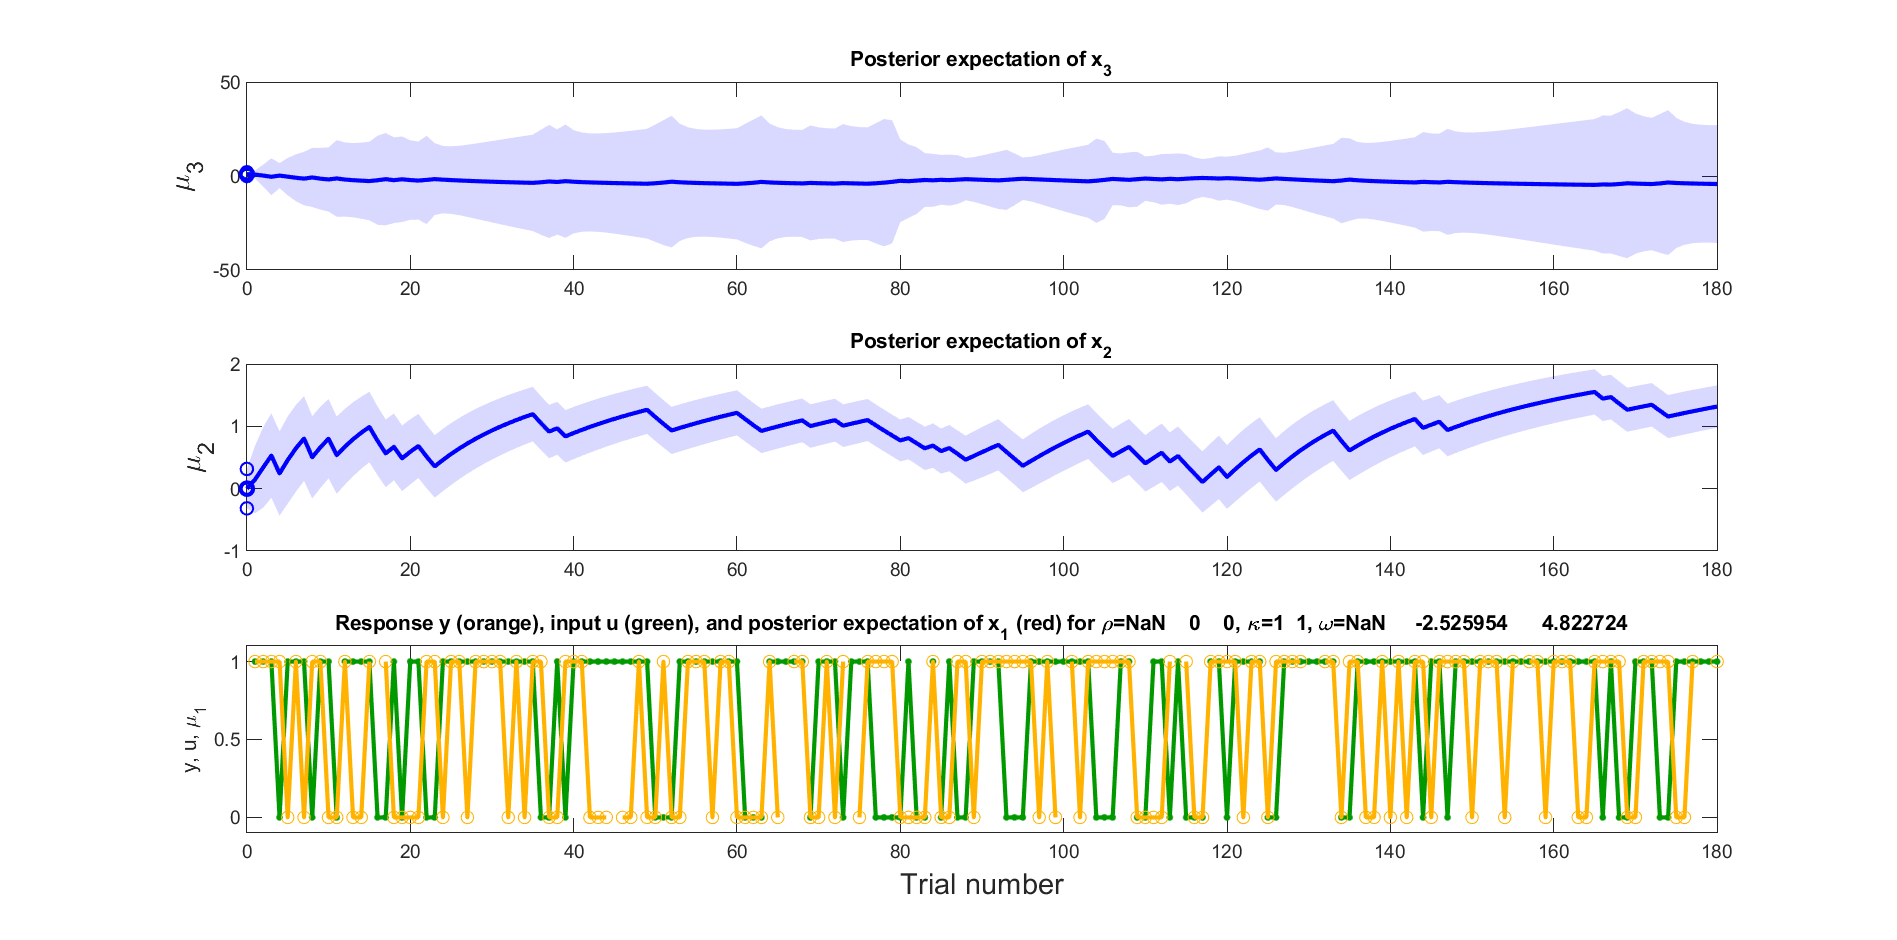 Posterior expectation of x3
50
0
-50
μ3
0 20 40 60 80 100 120 140 160 180
Posterior expectation of x2
2
1
0
-1
μ2
0 20 40 60 80 100 120 140 160 180
Response y (orange), input u (green), and posterior expectation of x1 (red) for ρ=NaN 0 0, κ=1 1, ω=NaN -2.525954 4.822724
1
0.5
0
y, u, μ1
0 20 40 60 80 100 120 140 160 180
Trial number